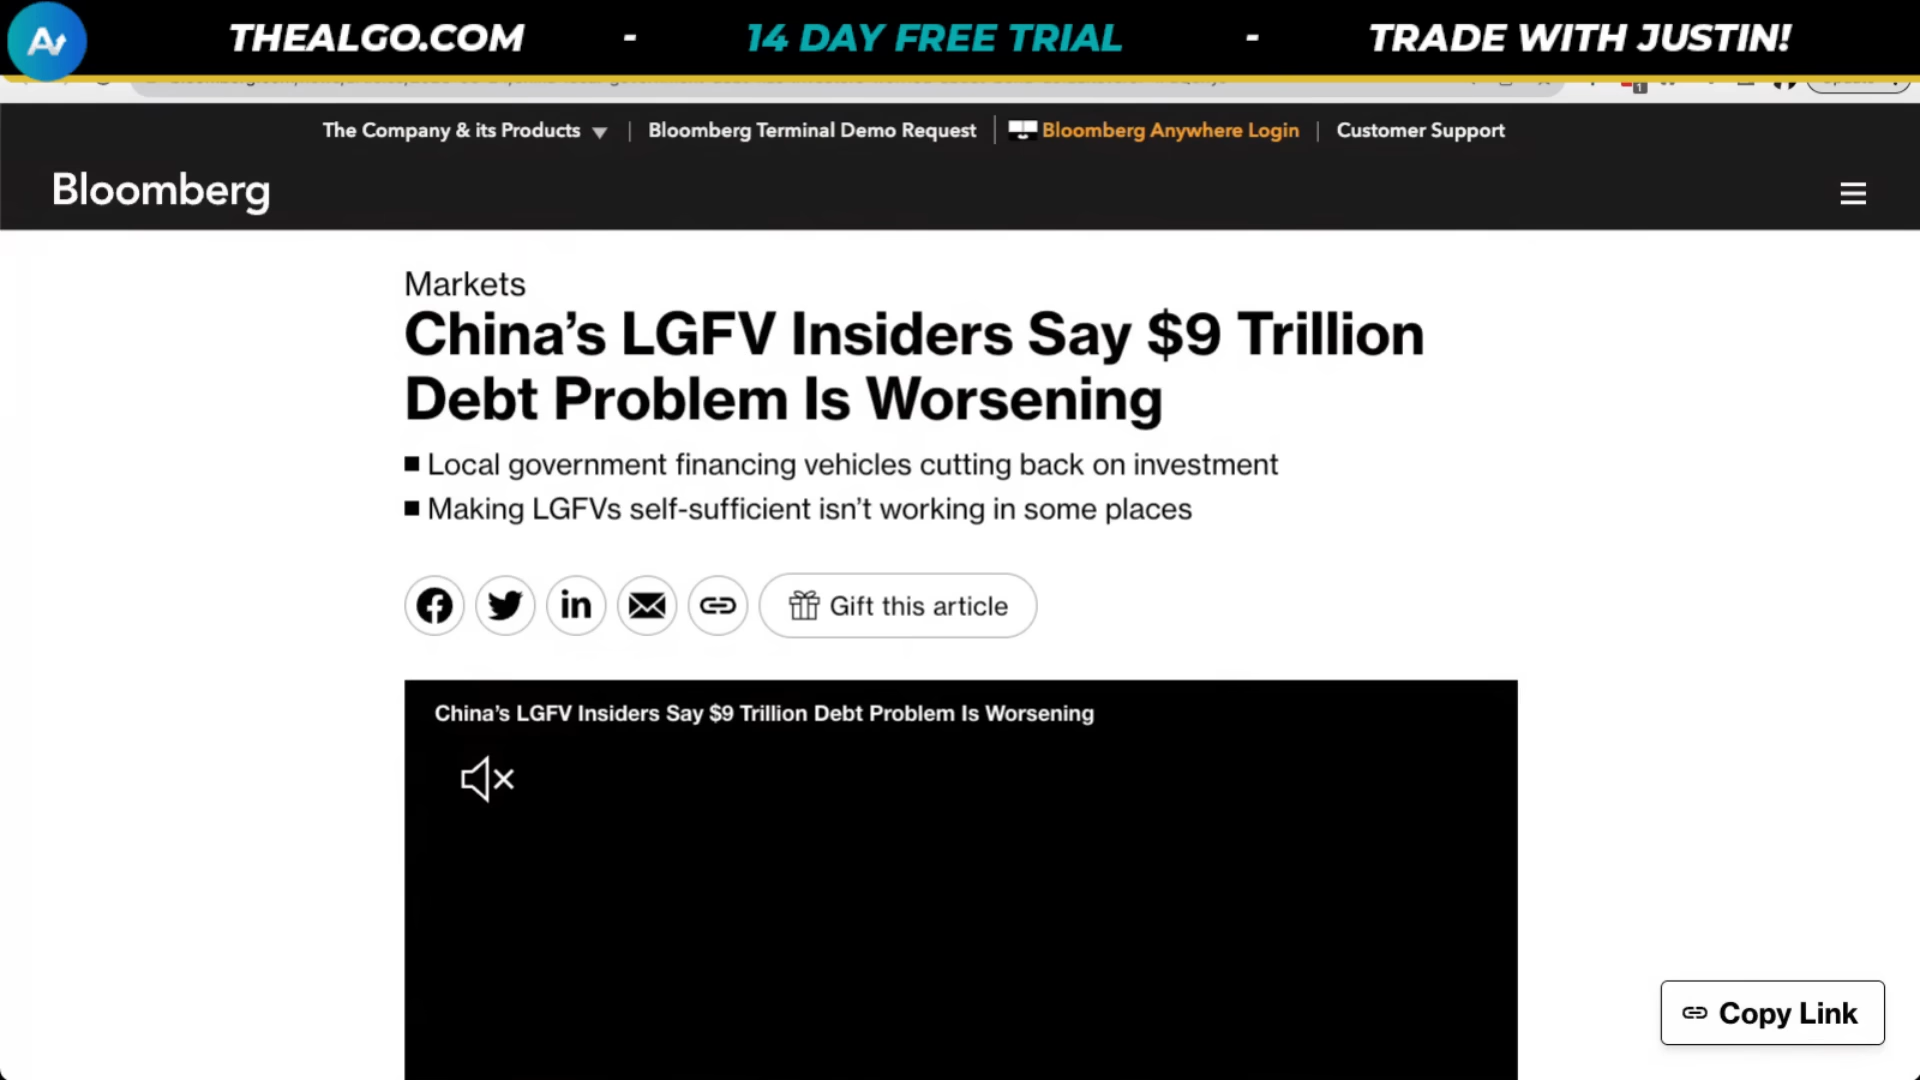 THEALGO.COM - 14 DAY FREE TRIAL - TRADE WITH JUSTIN!
The Company & its Products | Bloomberg Terminal Demo Request | Bloomberg Anywhere Login | Customer Support
Bloomberg
Markets
China’s LGFV Insiders Say $9 Trillion
Debt Problem Is Worsening
Local government financing vehicles cutting back on investment
Making LGFVs self-sufficient isn’t working in some places
Gift this article
China’s LGFV Insiders Say $9 Trillion Debt Problem Is Worsening
Copy Link